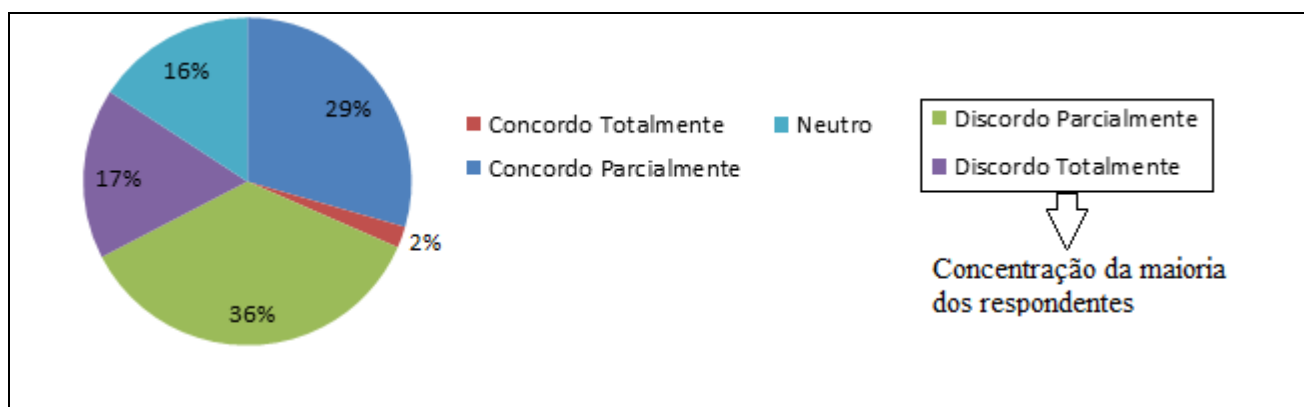 16%
29%
17%
2%
36%
Concordo Totalmente
Neutro
Concordo Parcialmente
Discordo Parcialmente
Discordo Totalmente
Concentração da maioria
dos respondentes